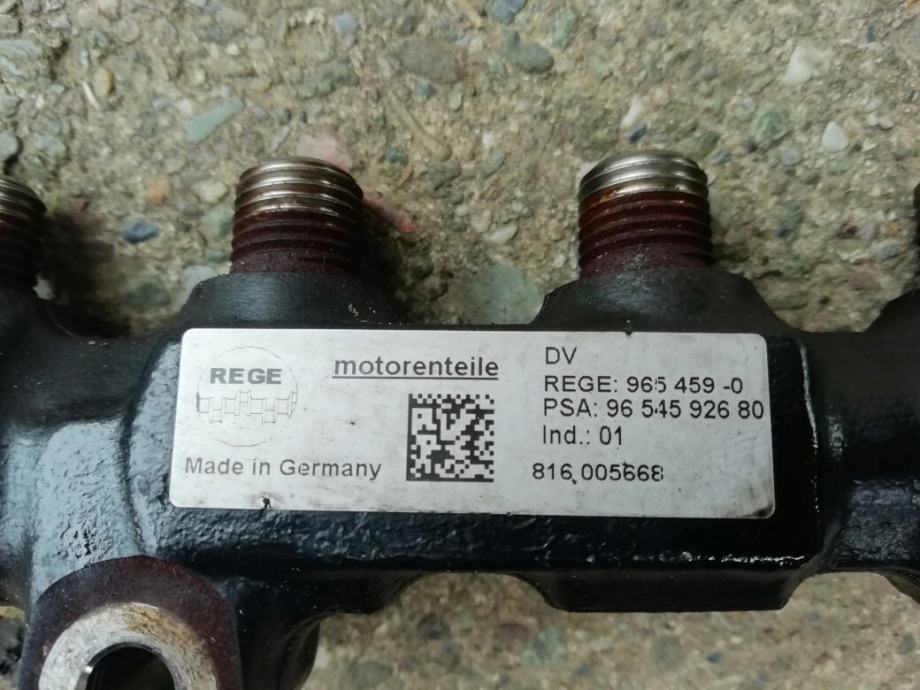 REGE
Made in Germany
motorenteile
DV
REGE: 965 459 -0
PSA: 96 545 926 80
Ind.: 01
816 005668